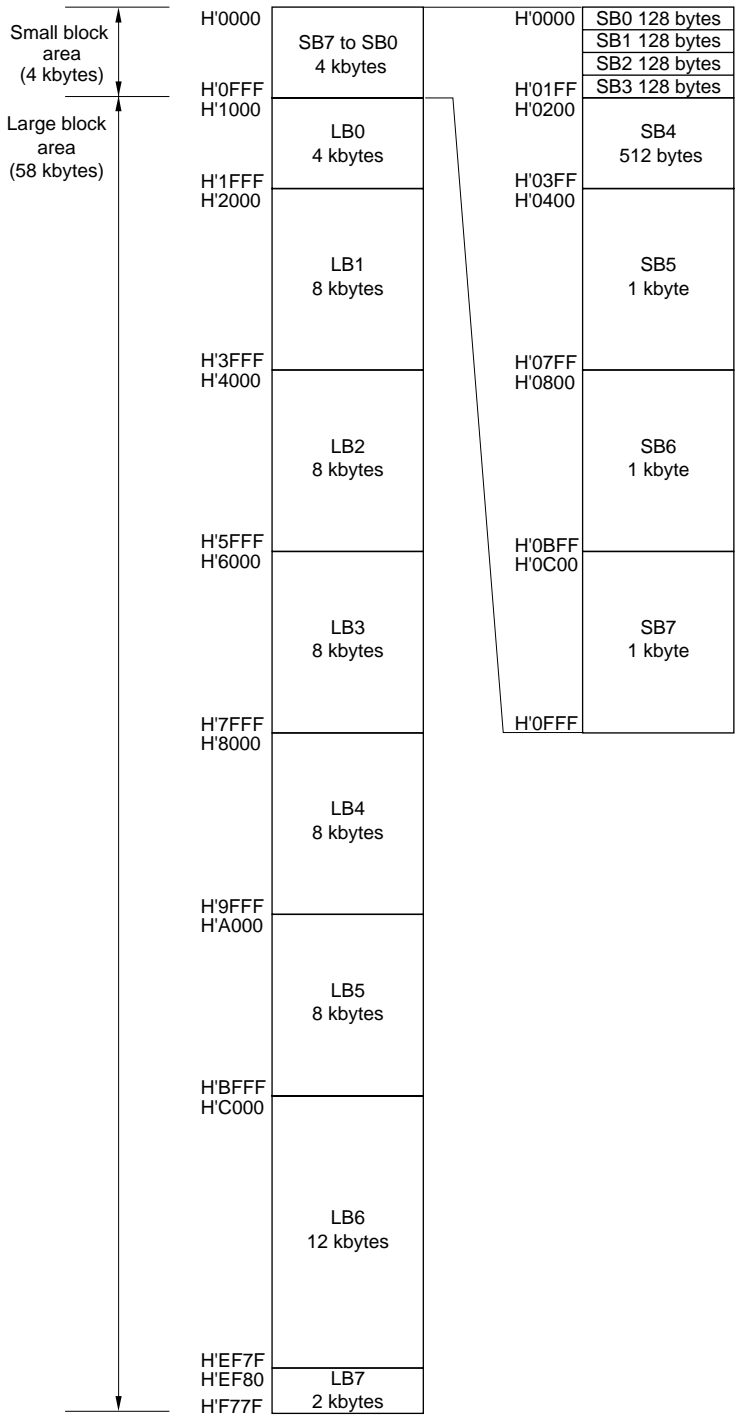 Small block
area
(4 kbytes)
Large block
area
(58 kbytes)
H'0000
SB7 to SB0
4 kbytes
H'0FFF
H'1000
LB0
4 kbytes
H'1FFF
H'2000
LB1
8 kbytes
H'3FFF
H'4000
LB2
8 kbytes
H'5FFF
H'6000
LB3
8 kbytes
H'7FFF
H'8000
LB4
8 kbytes
H'9FFF
H'A000
LB5
8 kbytes
H'BFFF
H'C000
LB6
12 kbytes
H'EF7F
H'EF80
LB7
2 kbytes
H'F77F
H'0000
SB0 128 bytes
SB1 128 bytes
SB2 128 bytes
SB3 128 bytes
H'01FF
H'0200
SB4
512 bytes
H'03FF
H'0400
SB5
1 kbyte
H'07FF
H'0800
SB6
1 kbyte
H'0BFF
H'0C00
SB7
1 kbyte
H'0FFF